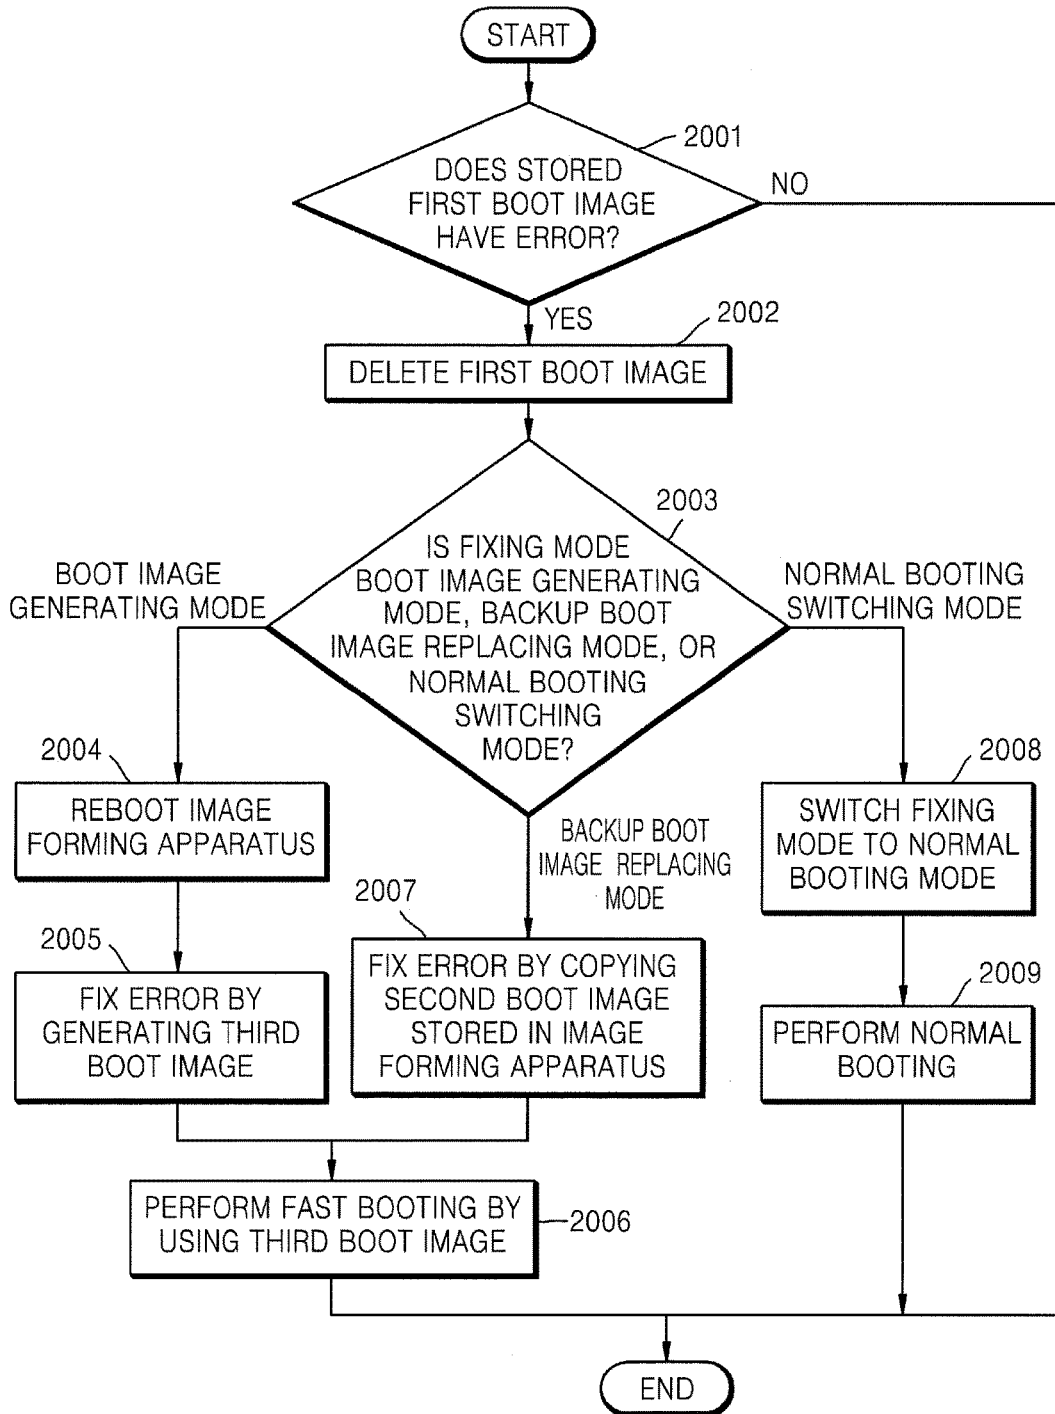 START
2001
DOES STORED
FIRST BOOT IMAGE
HAVE ERROR?
NO
YES
2002
DELETE FIRST BOOT IMAGE
2003
IS FIXING MODE
BOOT IMAGE GENERATING
MODE, BACKUP BOOT
IMAGE REPLACING MODE, OR
NORMAL BOOTING
SWITCHING
MODE?
BOOT IMAGE
GENERATING MODE
NORMAL BOOTING
SWITCHING MODE
2004
REBOOT IMAGE
FORMING APPARATUS
BACKUP BOOT
IMAGE REPLACING
MODE
2008
SWITCH FIXING
MODE TO NORMAL
BOOTING MODE
2005
FIX ERROR BY
GENERATING THIRD
BOOT IMAGE
2007
FIX ERROR BY COPYING
SECOND BOOT IMAGE
STORED IN IMAGE
FORMING APPARATUS
2009
PERFORM NORMAL
BOOTING
PERFORM FAST BOOTING BY
USING THIRD BOOT IMAGE
2006
END